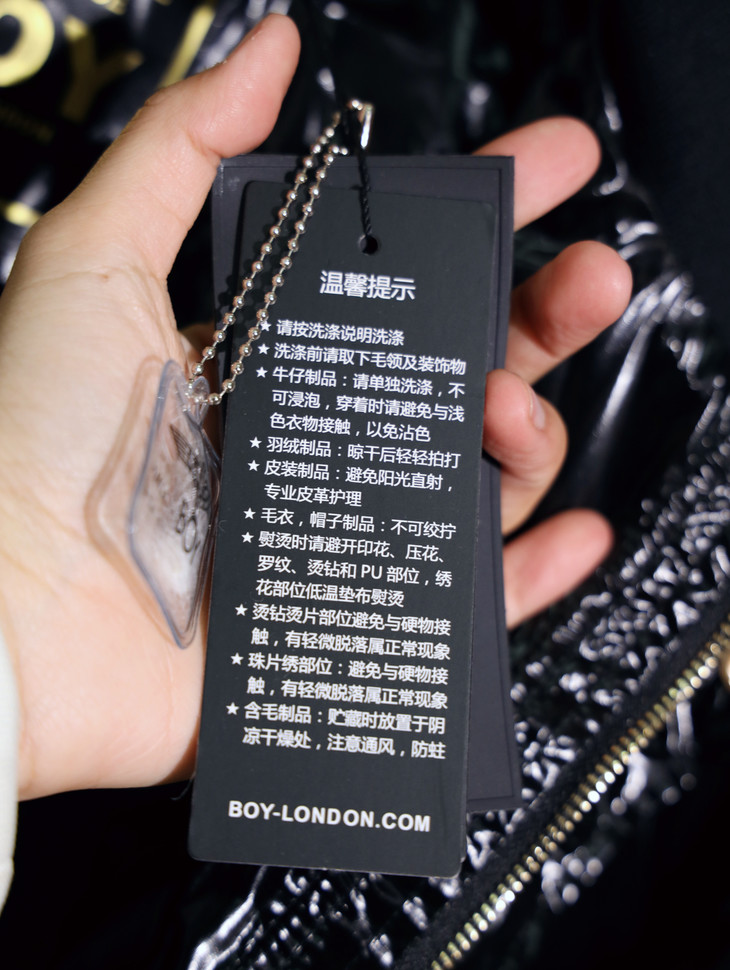 OY
温馨提示
★ 请按洗涤说明洗涤
★ 洗涤前请取下毛领及装饰物
★ 牛仔制品：请单独洗涤，不
可浸泡，穿着时请避免与浅
色衣物接触，以免沾色
★ 羽绒制品：晾干后轻轻拍打
★ 皮装制品：避免阳光直射，
专业皮革护理
★ 毛衣，帽子制品：不可绞拧
★ 熨烫时请避开印花、压花、
罗纹、烫钻和 PU 部位，绣
花部位低温垫布熨烫
★ 烫钻烫片部位避免与硬物接
触，有轻微脱落属正常现象
★ 珠片绣部位：避免与硬物接
触，有轻微脱落属正常现象
★ 含毛制品：贮藏时放置于阴
凉干燥处，注意通风，防蛀
BOY-LONDON.COM